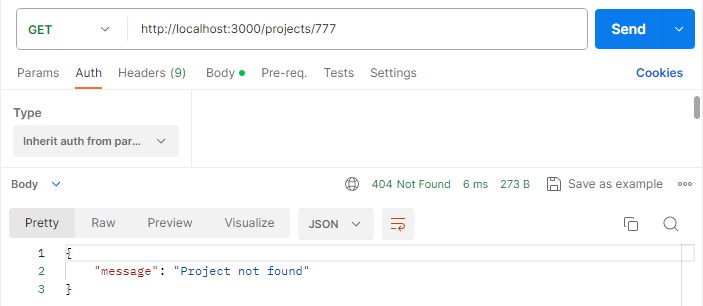 GET http://localhost:3000/projects/777 Send
Params Auth Headers (9) Body Pre-req. Tests Settings Cookies
Type
Inherit auth from par...
Body 404 Not Found 6 ms 273 B Save as example
Pretty Raw Preview Visualize JSON
1 {
2 "message": "Project not found"
3 }